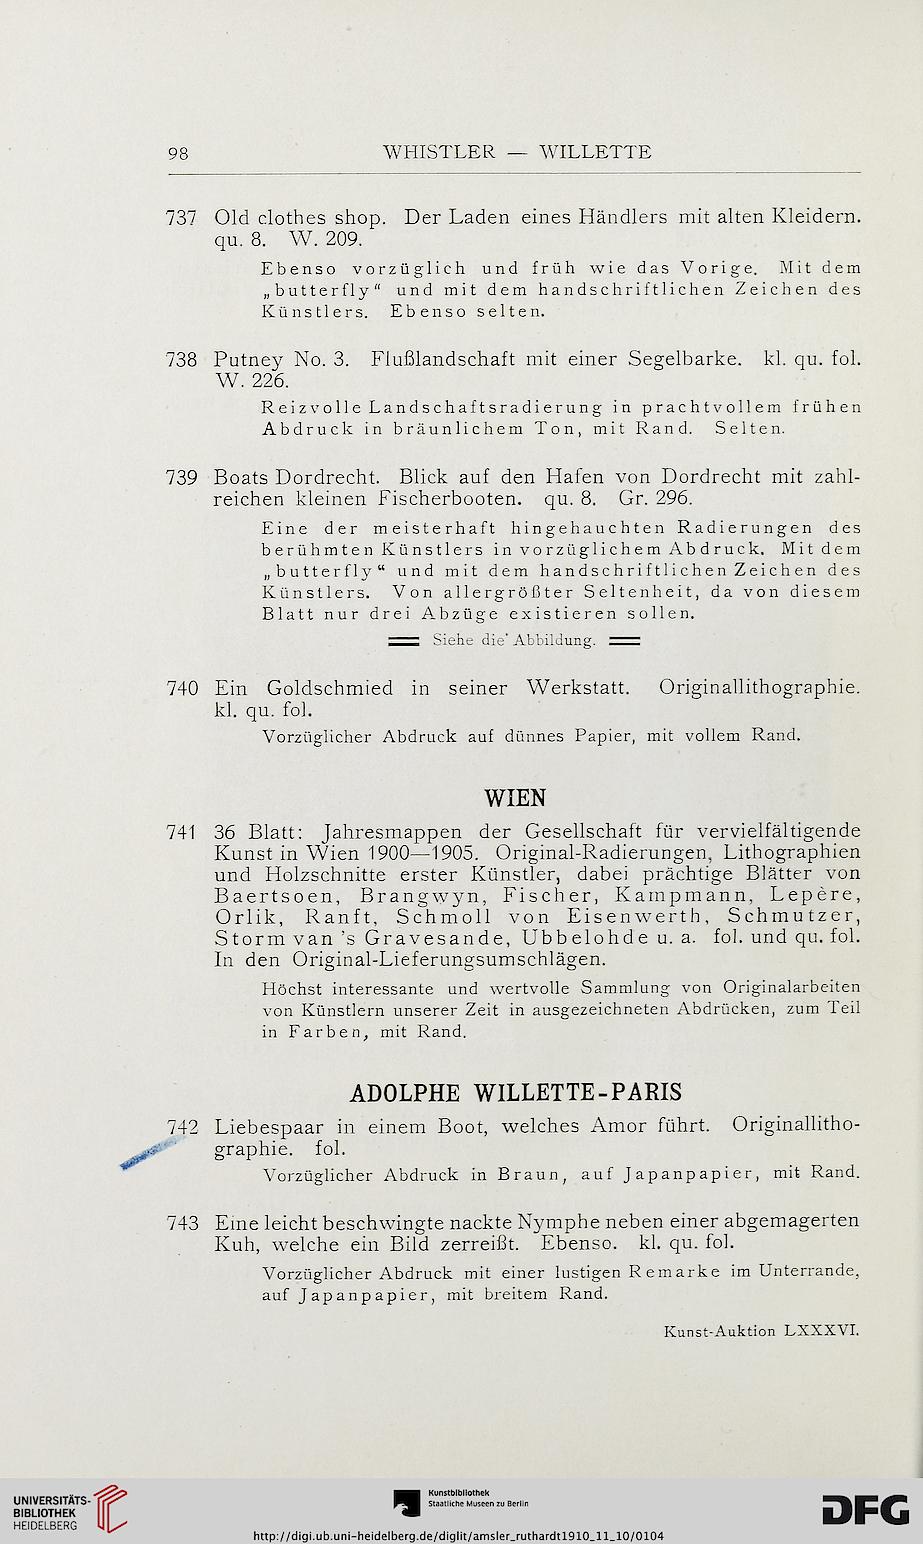 98 WHISTLER — WILLETTE
737 Old clothes shop. Der Laden eines Händlers mit alten Kleidern.
qu. 8. W. 209.
Ebenso vorzüglich und früh wie das Vorige. Mit dem
„butterfly“ und mit dem handschriftlichen Zeichen des
Künstlers. Ebenso selten.
738 Putney No. 3. Flußlandschaft mit einer Segelbarke. kl. qu. fol.
W. 226.
Reizvolle Landschaftsradierung in prachtvollem frühen
Abdruck in bräunlichem Ton, mit Rand. Selten.
739 Boats Dordrecht. Blick auf den Hafen von Dordrecht mit zahl-
reichen kleinen Fischerbooten. qu. 8. Gr. 296.
Eine der meisterhaft hingehauchten Radierungen des
berühmten Künstlers in vorzüglichem Abdruck. Mit dem
„butterfly“ und mit dem handschriftlichen Zeichen des
Künstlers. Von allergrößter Seltenheit, da von diesem
Blatt nur drei Abzüge existieren sollen.
Siehe die Abbildung.
740 Ein Goldschmied in seiner Werkstatt. Originallithographie.
kl. qu. fol.
Vorzüglicher Abdruck auf dünnes Papier, mit vollem Rand.
WIEN
741 36 Blatt: Jahresmappen der Gesellschaft für vervielfältigende
Kunst in Wien 1900—1905. Original-Radierungen, Lithographien
und Holzschnitte erster Künstler, dabei prächtige Blätter von
Baertsoen, Brangwyn, Fischer, Kampmann, Lepère,
Orlik, Ranft, Schmoll von Eisenwerth, Schmutzer,
Storm van 's Gravesande, Ubbelohde u. a. fol. und qu. fol.
In den Original-Lieferungsumschlägen.
Höchst interessante und wertvolle Sammlung von Originalarbeiten
von Künstlern unserer Zeit in ausgezeichneten Abdrücken, zum Teil
in Farben, mit Rand.
ADOLPHE WILLETTE-PARIS
742 Liebespaar in einem Boot, welches Amor führt. Originallitho-
graphie. fol.
Vorzüglicher Abdruck in Braun, auf Japanpapier, mit Rand.
743 Eine leicht beschwingte nackte Nymphe neben einer abgemagerten
Kuh, welche ein Bild zerreißt. Ebenso. kl. qu. fol.
Vorzüglicher Abdruck mit einer lustigen Remarke im Unterrande,
auf Japanpapier, mit breitem Rand.
Kunst-Auktion LXXXVI.
UNIVERSITÄTS-
BIBLIOTHEK
HEIDELBERG
Kunstbibliothek
Staatliche Museen zu Berlin
DFG
http://digi.ub.uni-heidelberg.de/diglit/amsler_ruthardt1910_11_10/0104